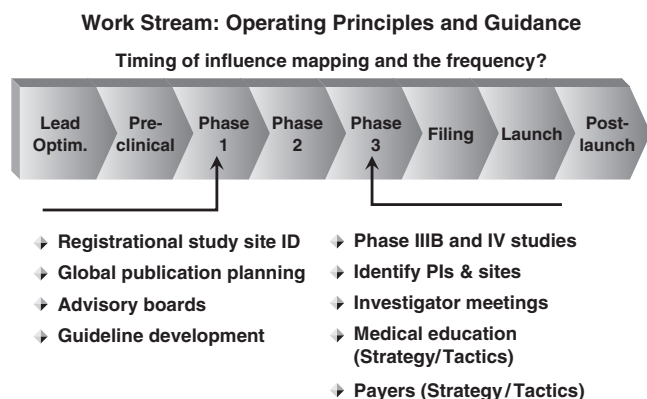 Work Stream: Operating Principles and Guidance
Timing of influence mapping and the frequency?
Lead Optim.
Pre-clinical
Phase 1
Phase 2
Phase 3
Filing
Launch
Post-launch
Registrational study site ID
Global publication planning
Advisory boards
Guideline development
Phase IIIB and IV studies
Identify PIs & sites
Investigator meetings
Medical education
(Strategy/Tactics)
Payers (Strategy/Tactics)